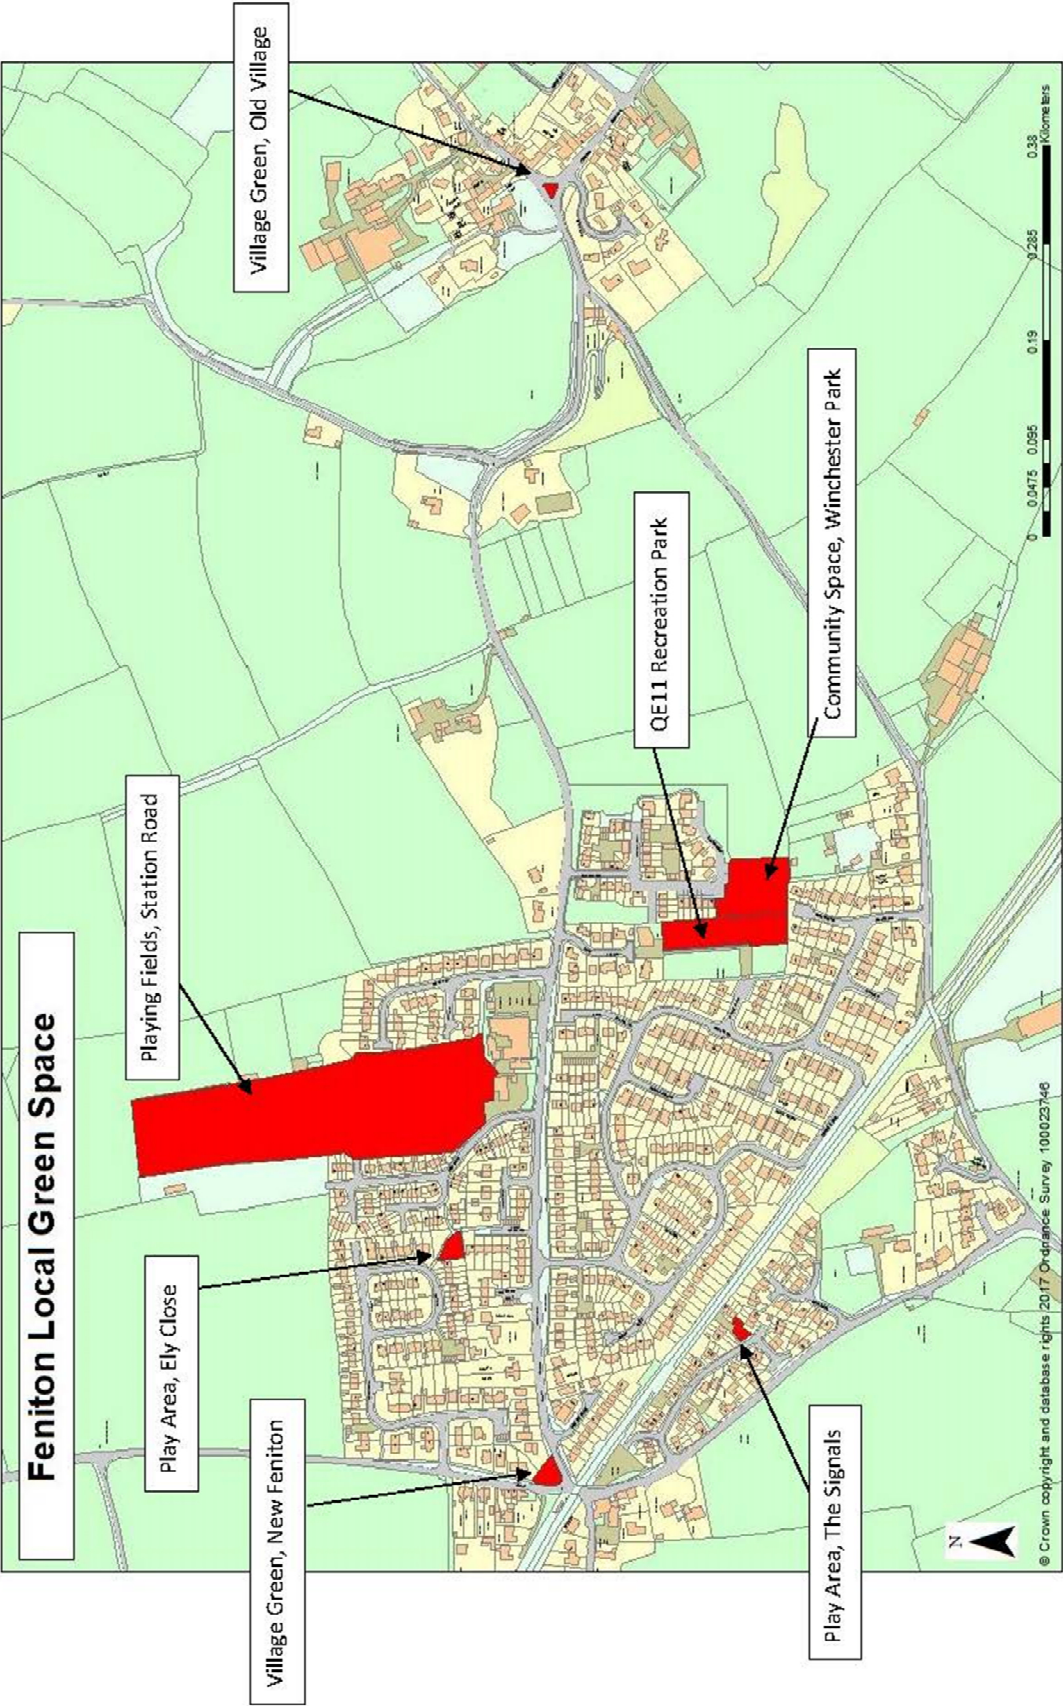 Feniton Local Green Space
Village Green, New Feniton
Play Area, Ely Close
Playing Fields, Station Road
Village Green, Old Village
Play Area, The Signals
QE11 Recreation Park
Community Space, Winchester Park
N
0 0.0475 0.095 0.19 0.285 0.38
Kilometers
© Crown copyright and database rights 2017 Ordnance Survey 100023746